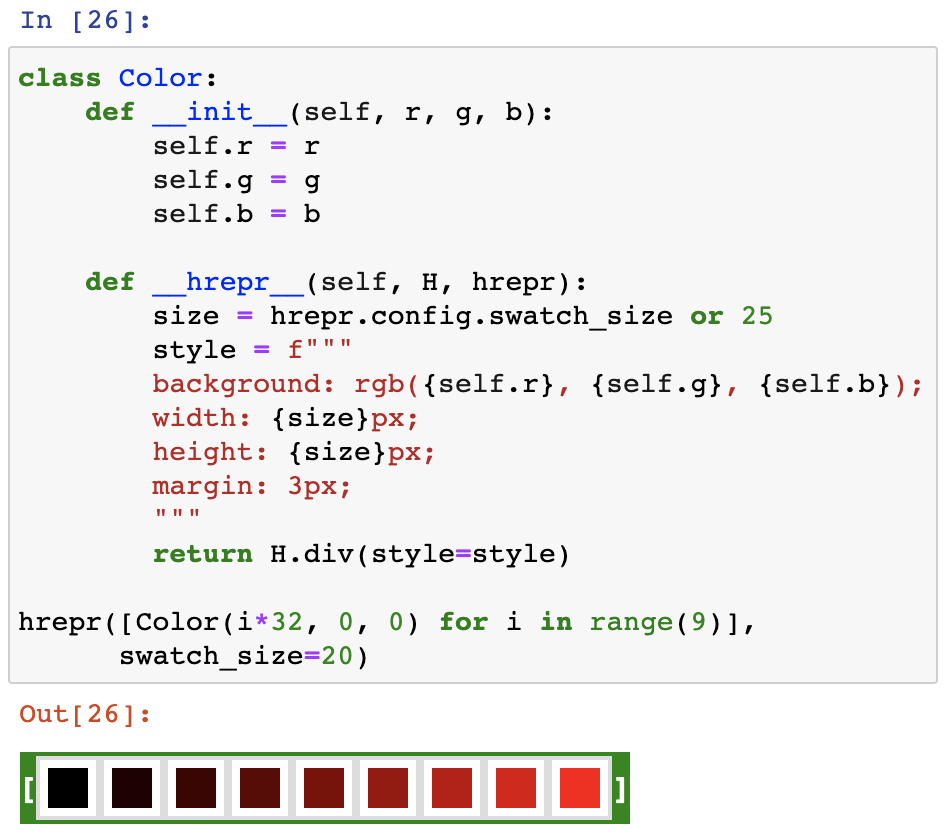 In [26]:
class Color:
    def __init__(self, r, g, b):
        self.r = r
        self.g = g
        self.b = b
    def __hrepr__(self, H, hrepr):
        size = hrepr.config.swatch_size or 25
        style = f"""
        background: rgb({self.r}, {self.g}, {self.b});
        width: {size}px;
        height: {size}px;
        margin: 3px;
        """
        return H.div(style=style)
hrepr([Color(i*32, 0, 0) for i in range(9)],
      swatch_size=20)
Out[26]:
[ ]